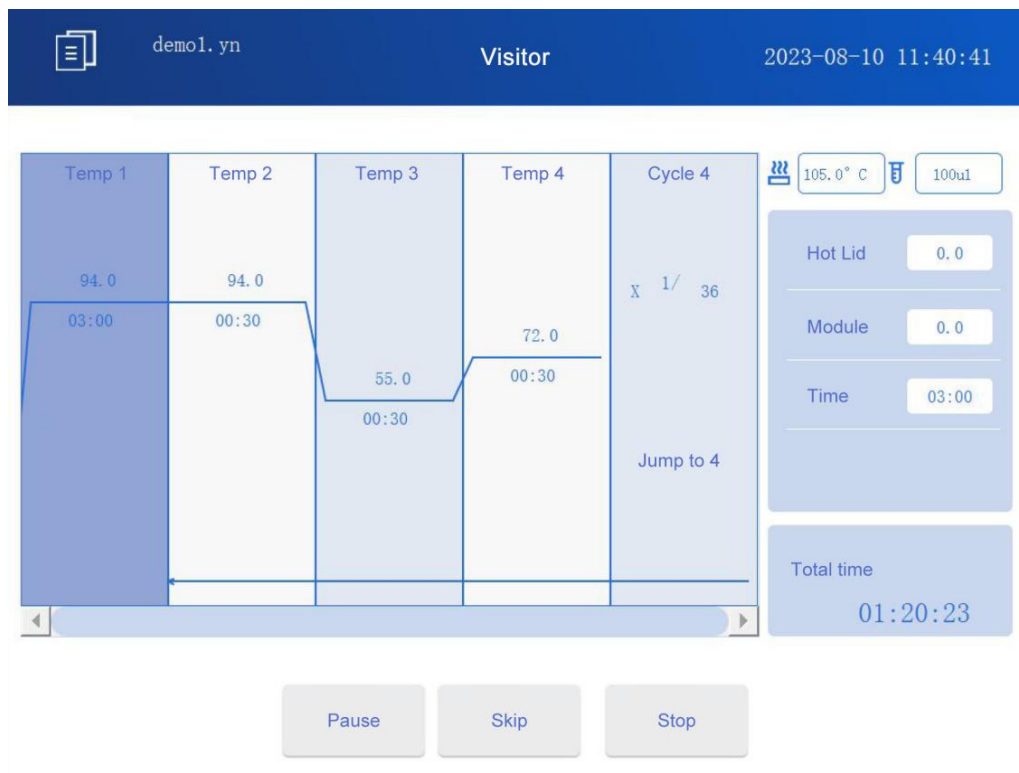 demo1.yn
Visitor
2023-08-10 11:40:41
Temp 1
Temp 2
Temp 3
Temp 4
Cycle 4
105.0° C
100ul
94.0
03:00
94.0
00:30
55.0
00:30
72.0
00:30
X 1/ 36
Jump to 4
Hot Lid 0.0
Module 0.0
Time 03:00
Total time
01:20:23
Pause
Skip
Stop